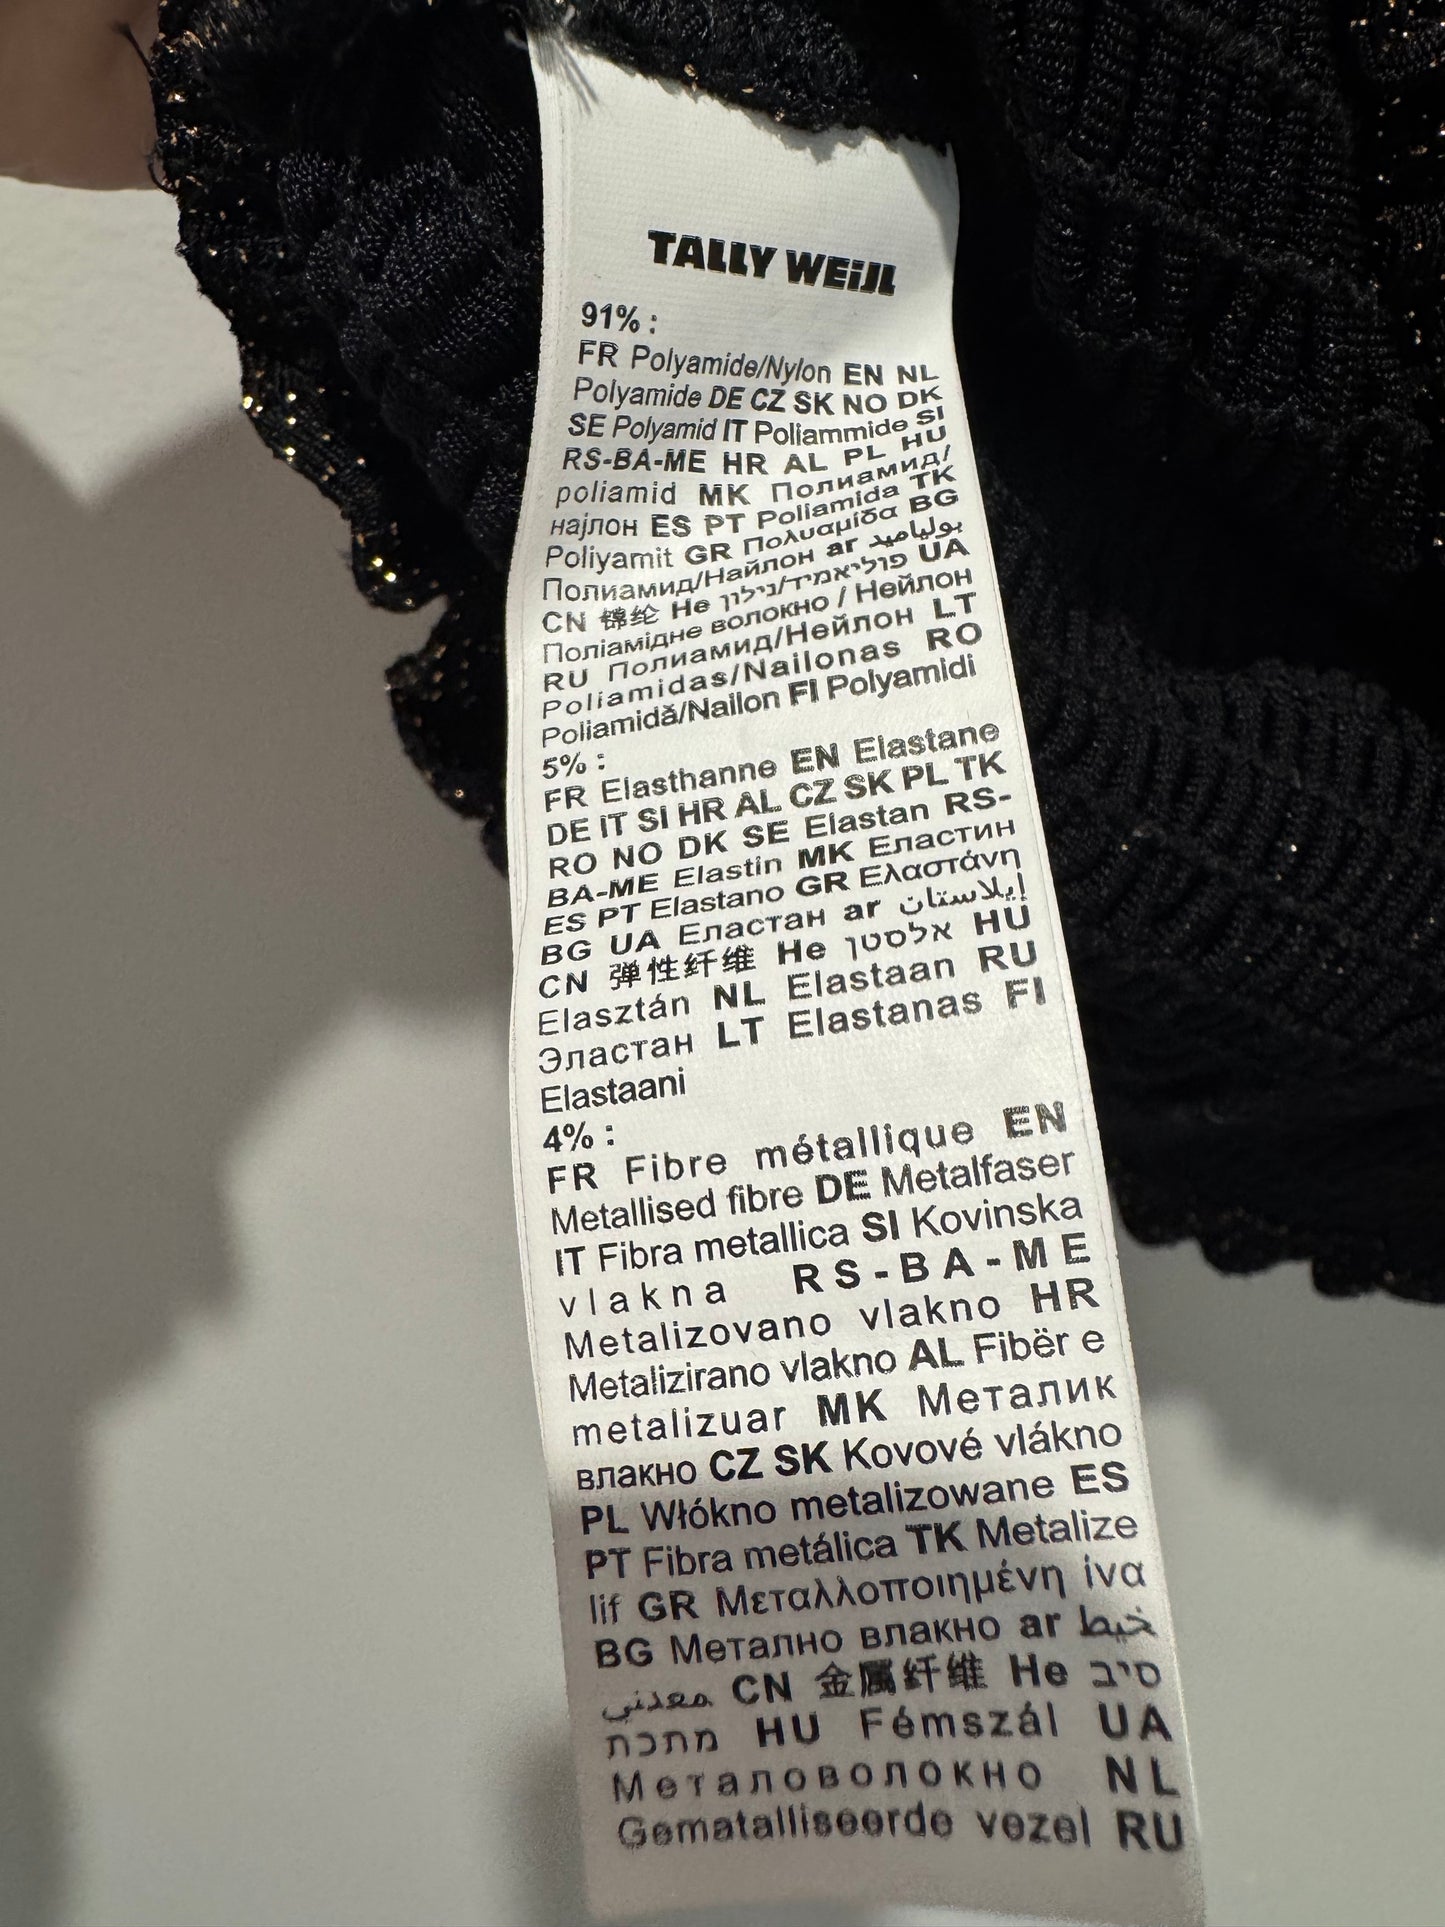 TALLY WEiJL
91% :
FR Polyamide/Nylon EN NL
Polyamide DE CZ SK NO DK
SE Polyamid IT Poliammide SI
RS-BA-ME HR AL PL HU
poliamid MK Полиамид/
најлон ES PT Poliamida TK
Poliyamit GR Πολυαμίδα BG
Полиамид/Найлон ar بولياميد
CN 锦纶 He פוליאמיד/נילון UA
Поліамідне волокно / Нейлон
RU Полиамид/Нейлон LT
Poliamidas/Nailonas RO
Poliamidă/Nailon FI Polyamidi
5% :
FR Elasthanne EN Elastane
DE IT SI HR AL CZ SK PL TK
RO NO DK SE Elastan RS-
BA-ME Elastin MK Еластин
ES PT Elastano GR Ελαστάνη
BG UA Еластан ar إيلاستان
CN 弹性纤维 He אלסטן HU
Elasztán NL Elastaan RU
Эластан LT Elastanas FI
Elastaani
4% :
FR Fibre métallique EN
Metallised fibre DE Metalfaser
IT Fibra metallica SI Kovinska
vlakna RS-BA-ME
Metalizovano vlakno HR
Metalizirano vlakno AL Fibër e
metalizuar MK Металик
влакно CZ SK Kovové vlákno
PL Włókno metalizowane ES
PT Fibra metálica TK Metalize
lif GR Μεταλλοποιημένη ίνα
BG Метално влакно ar خيط
معدني CN 金属纤维 He סיב
מתכת HU Fémszál UA
Металоволокно NL
Gematalliseerde vezel RU